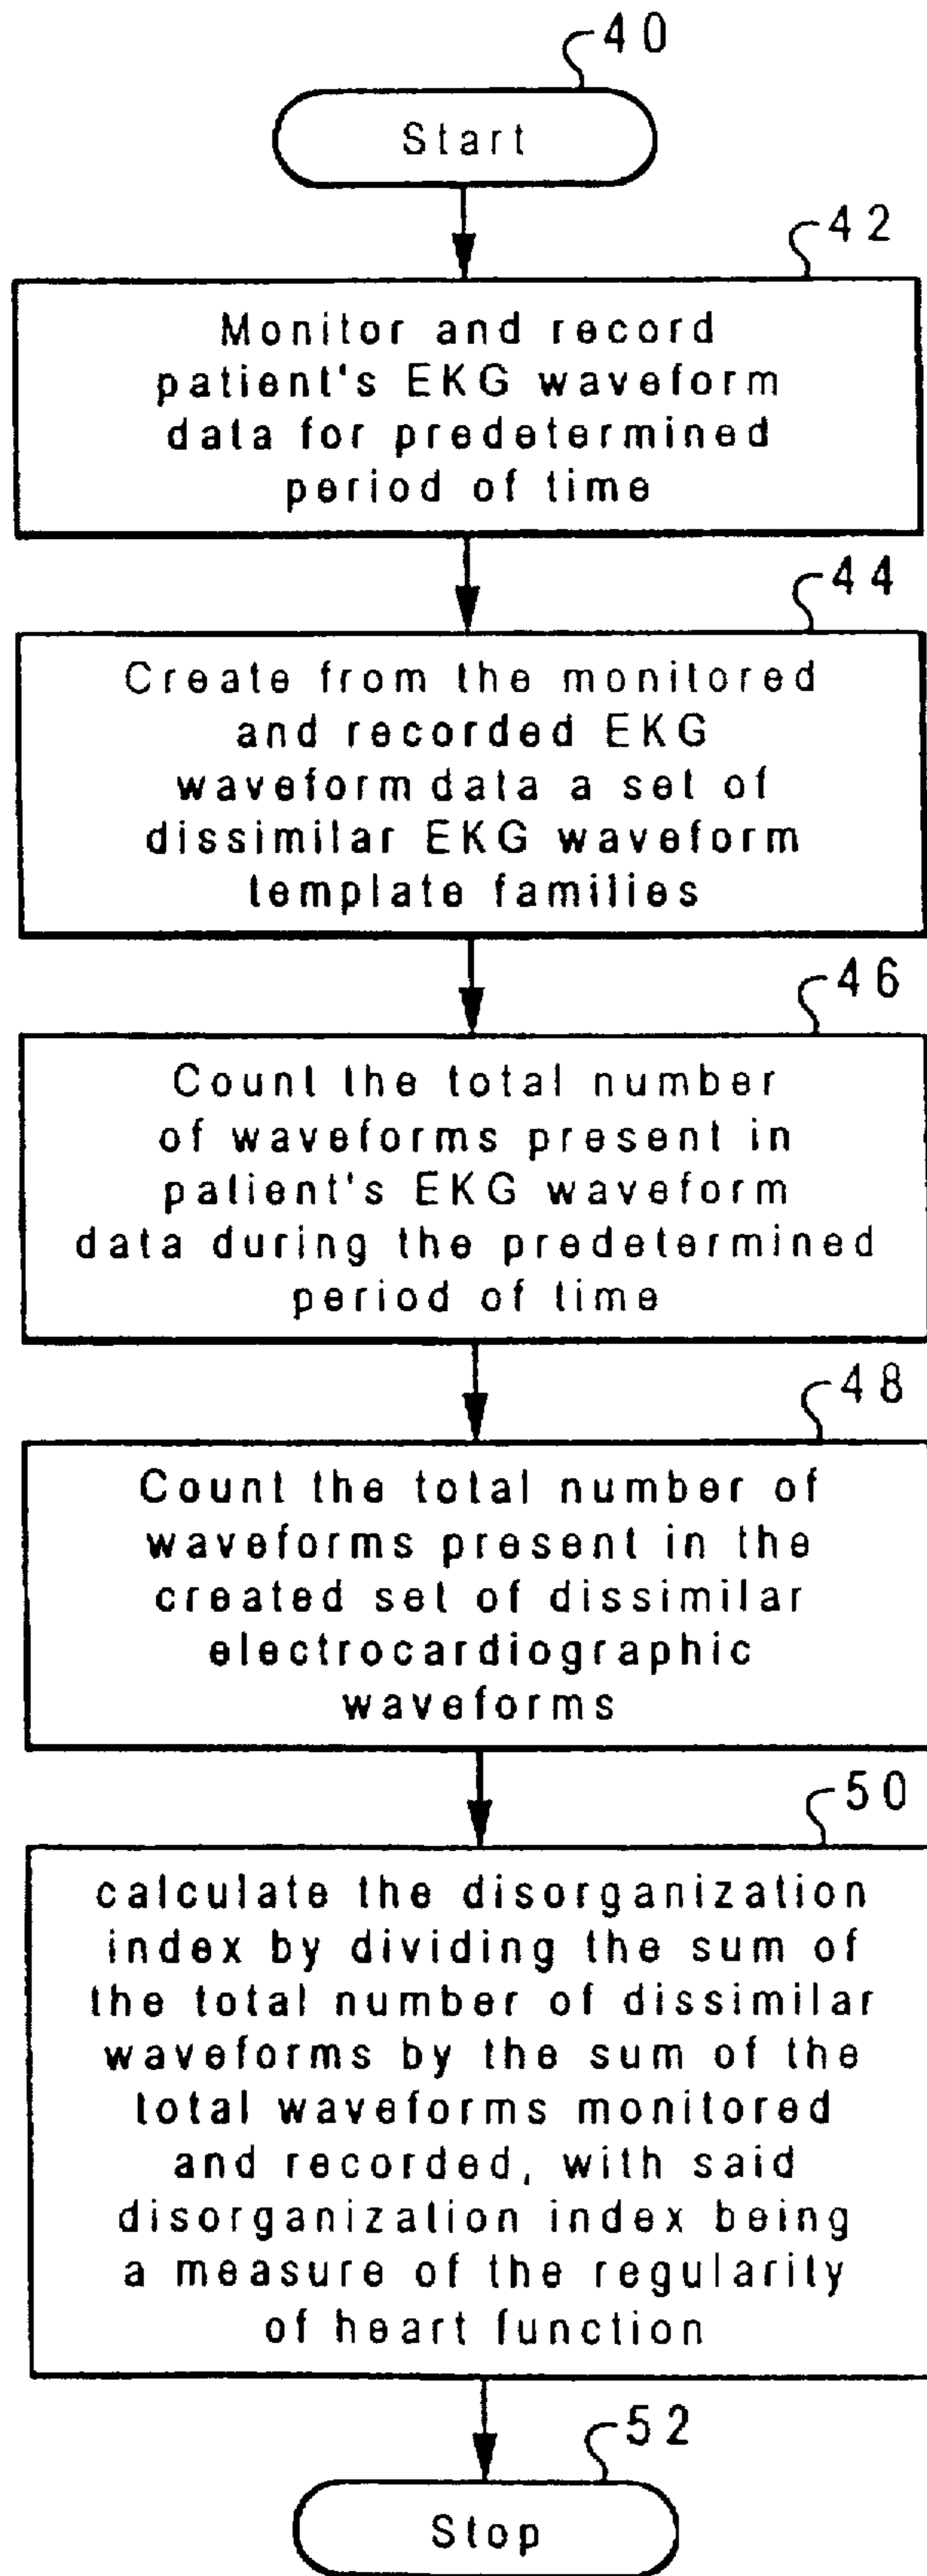 40
Start
42
Monitor and record
patient's EKG waveform
data for predetermined
period of time
44
Create from the monitored
and recorded EKG
waveform data a set of
dissimilar EKG waveform
template families
46
Count the total number
of waveforms present in
patient's EKG waveform
data during the predetermined
period of time
48
Count the total number of
waveforms present in the
created set of dissimilar
electrocardiographic
waveforms
50
calculate the disorganization
index by dividing the sum of
the total number of dissimilar
waveforms by the sum of the
total waveforms monitored
and recorded, with said
disorganization index being
a measure of the regularity
of heart function
52
Stop